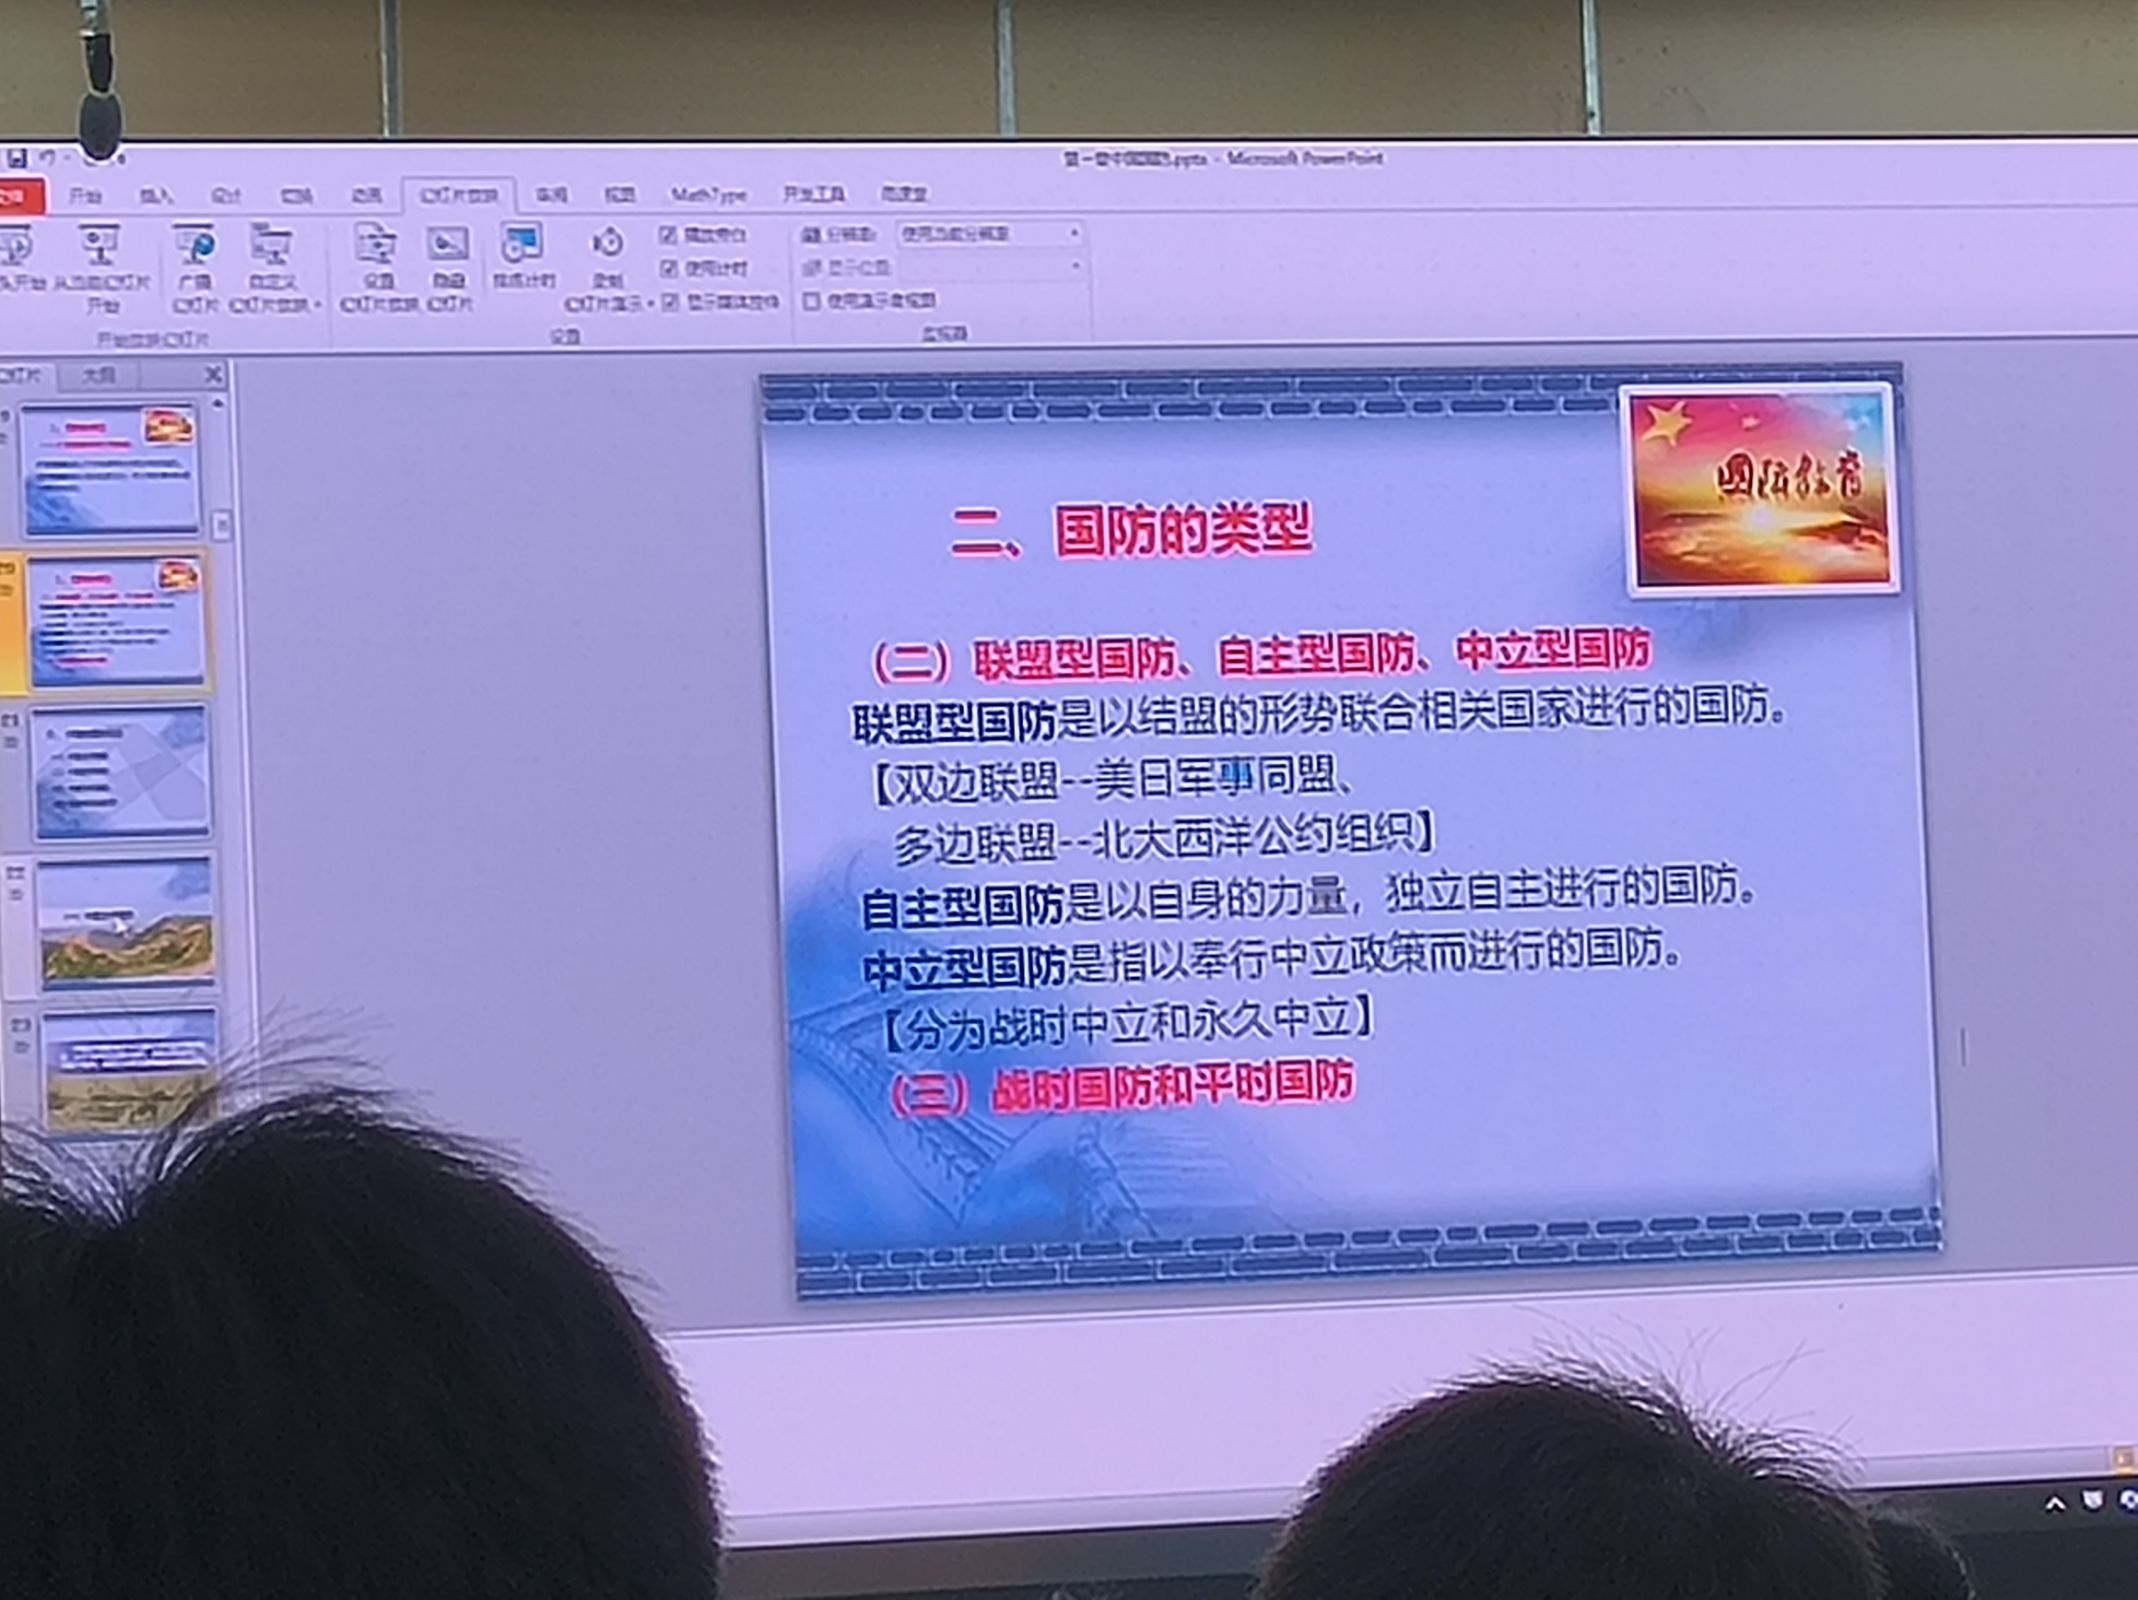 第一章中国国防.pptx - Microsoft PowerPoint
开始 插入 设计 切换 动画 幻灯片放映 审阅 视图 MathType 开发工具 雨课堂
播放旁白
分辨率: 使用当前分辨率
使用计时
显示位置:
从当前幻灯片 广播 自定义 设置 隐藏 排练计时 录制
开始 幻灯片 幻灯片放映 幻灯片放映 幻灯片 幻灯片演示
显示媒体控件
使用演示者视图
开始放映幻灯片 设置 监视器
幻灯片 大纲
国防教育
二、国防的类型
（二）联盟型国防、自主型国防、中立型国防
联盟型国防是以结盟的形势联合相关国家进行的国防。
【双边联盟--美日军事同盟、
多边联盟--北大西洋公约组织】
自主型国防是以自身的力量，独立自主进行的国防。
中立型国防是指以奉行中立政策而进行的国防。
【分为战时中立和永久中立】
（三）战时国防和平时国防
21
22
23